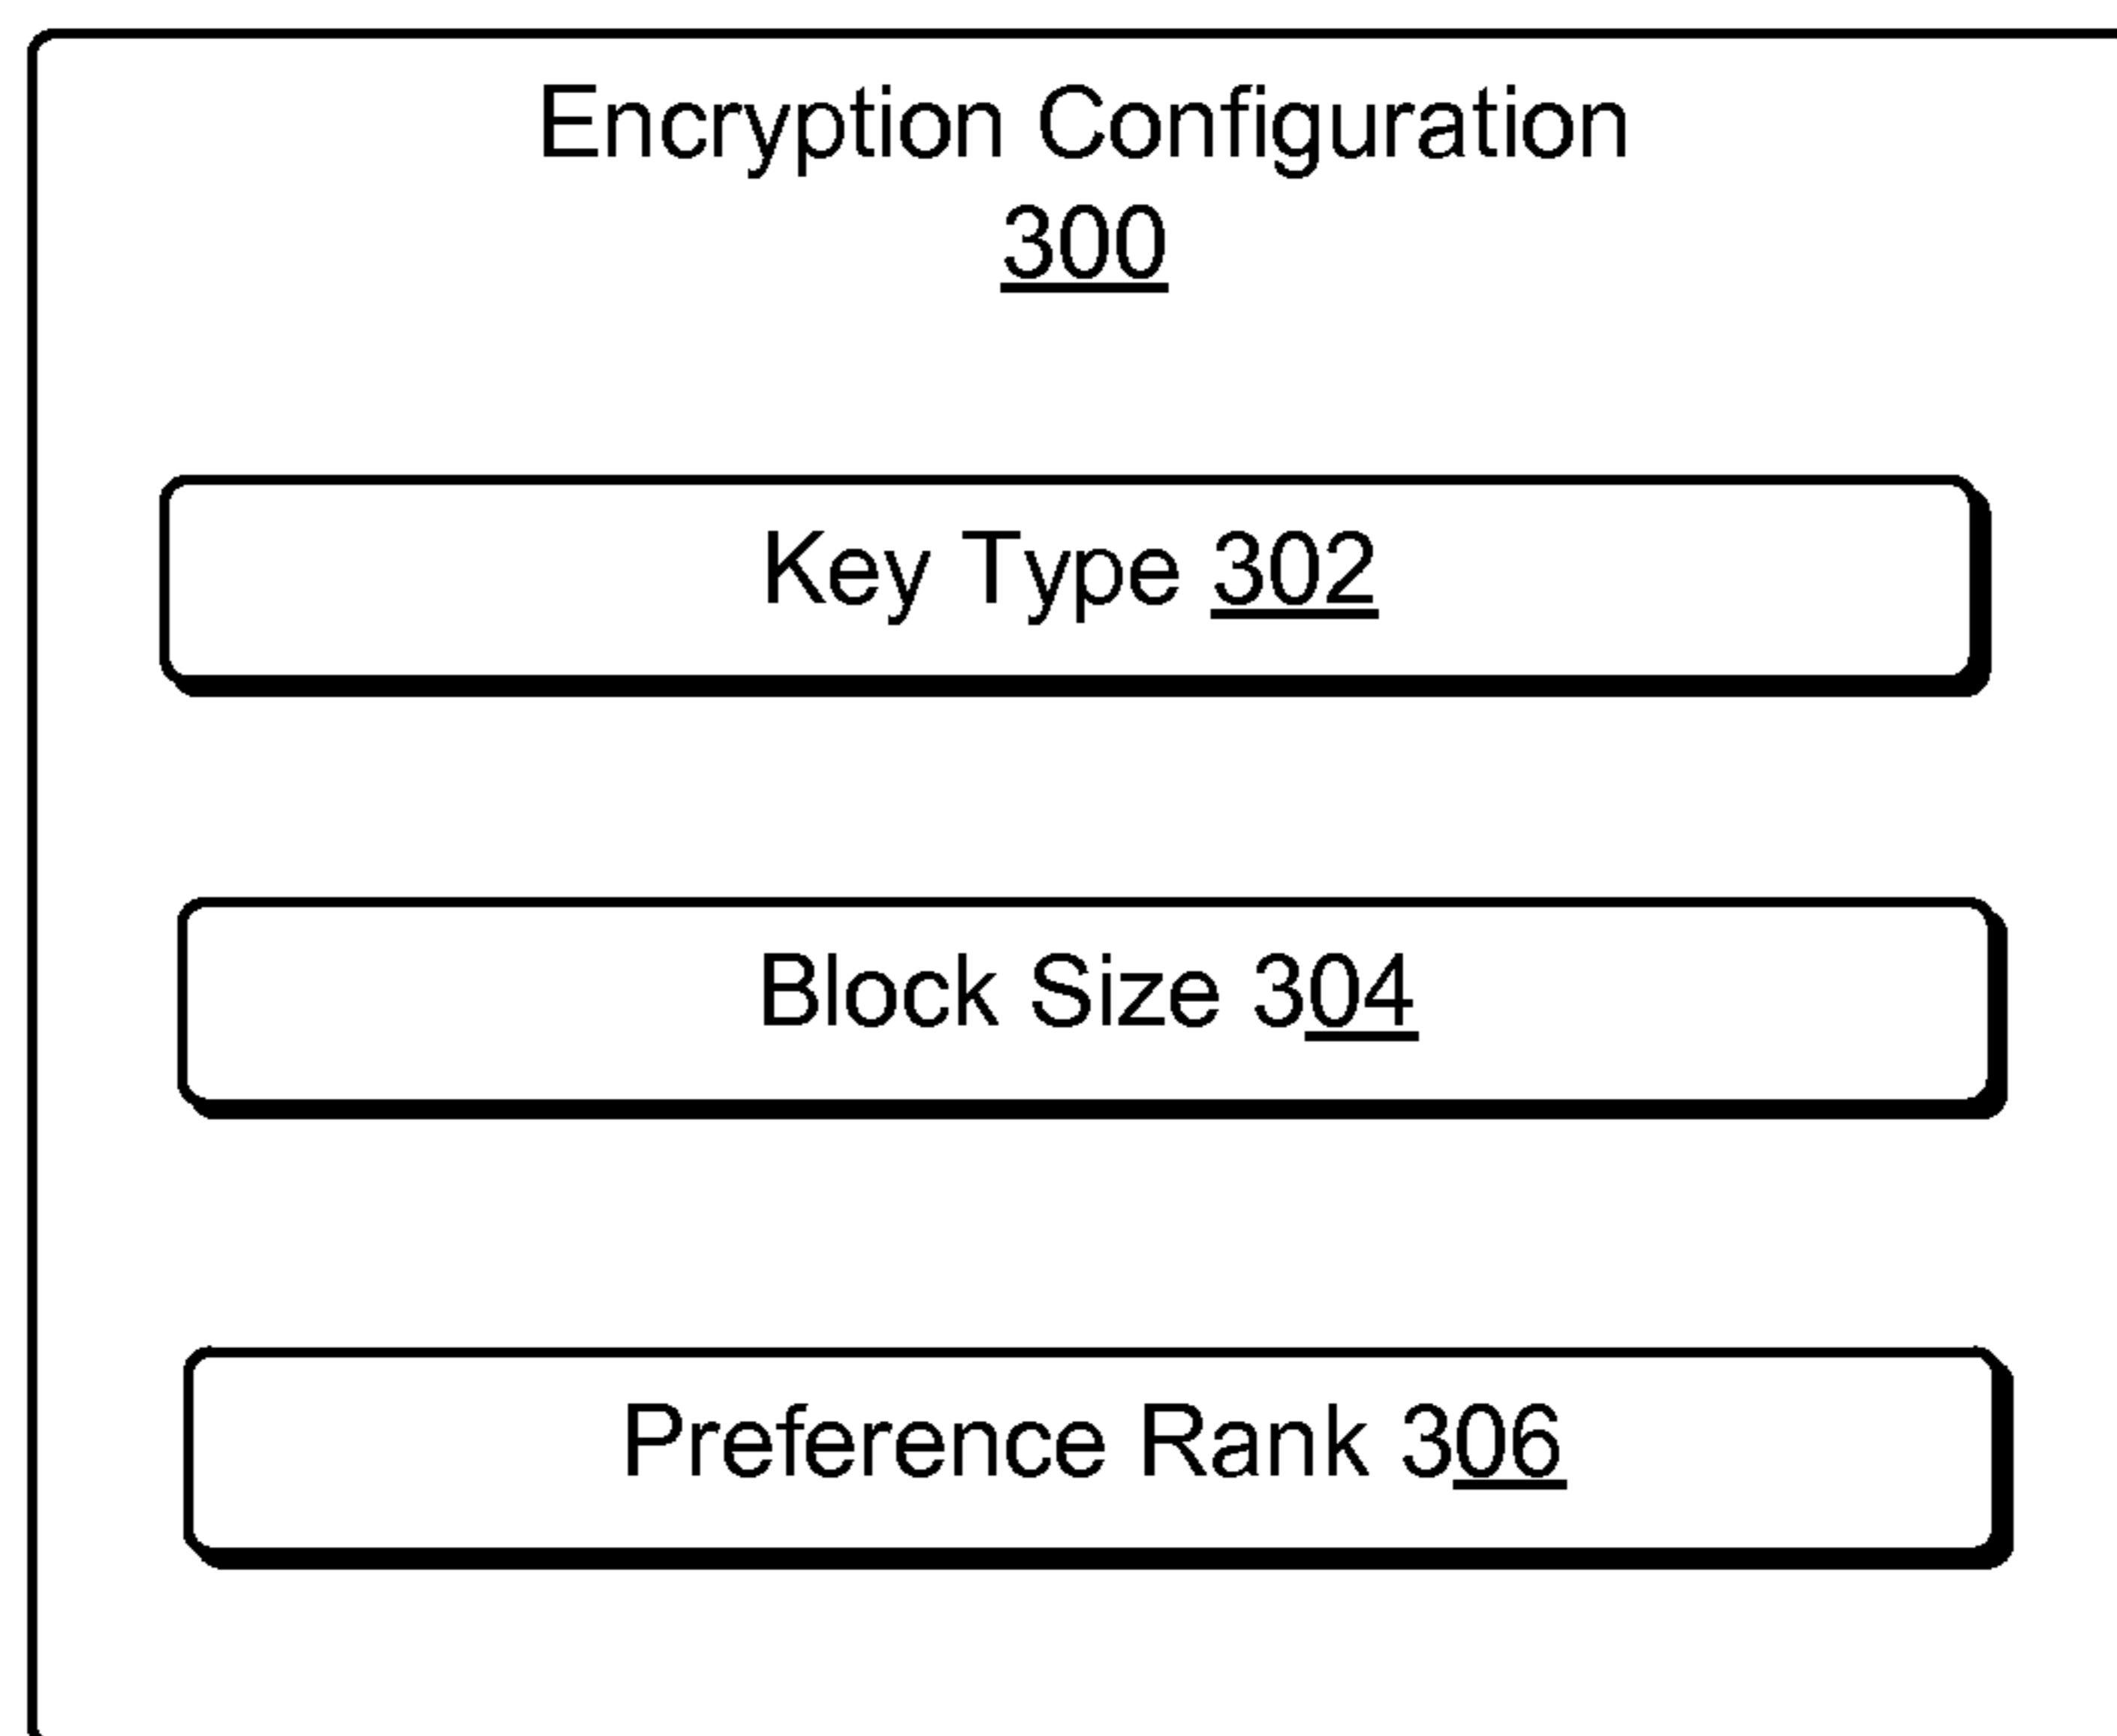 Encryption Configuration
300
Key Type 302
Block Size 304
Preference Rank 306